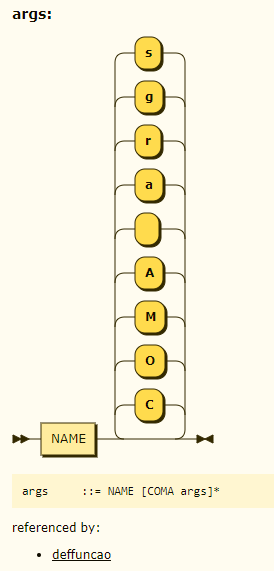 args:
s
g
r
a
A
M
O
C
NAME
args ::= NAME [COMA args]*
referenced by:
deffuncao